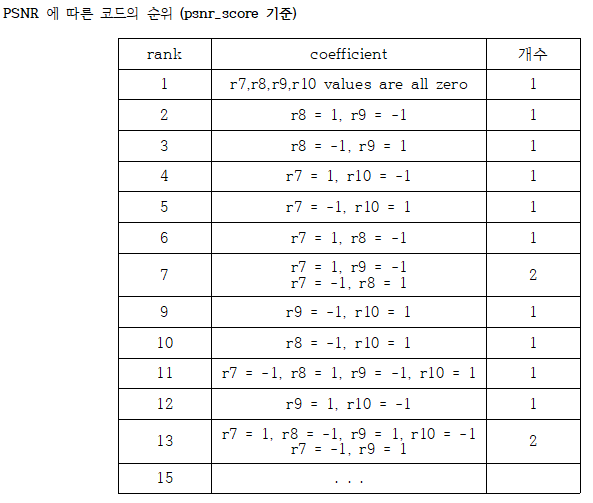 PSNR 에 따른 코드의 순위 (psnr_score 기준)
rank coefficient 개수
1 r7,r8,r9,r10 values are all zero 1
2 r8 = 1, r9 = -1 1
3 r8 = -1, r9 = 1 1
4 r7 = 1, r10 = -1 1
5 r7 = -1, r10 = 1 1
6 r7 = 1, r8 = -1 1
7 r7 = 1, r9 = -1 2
r7 = -1, r8 = 1
9 r9 = -1, r10 = 1 1
10 r8 = -1, r10 = 1 1
11 r7 = -1, r8 = 1, r9 = -1, r10 = 1 1
12 r9 = 1, r10 = -1 1
13 r7 = 1, r8 = -1, r9 = 1, r10 = -1 2
r7 = -1, r9 = 1
15 . . .